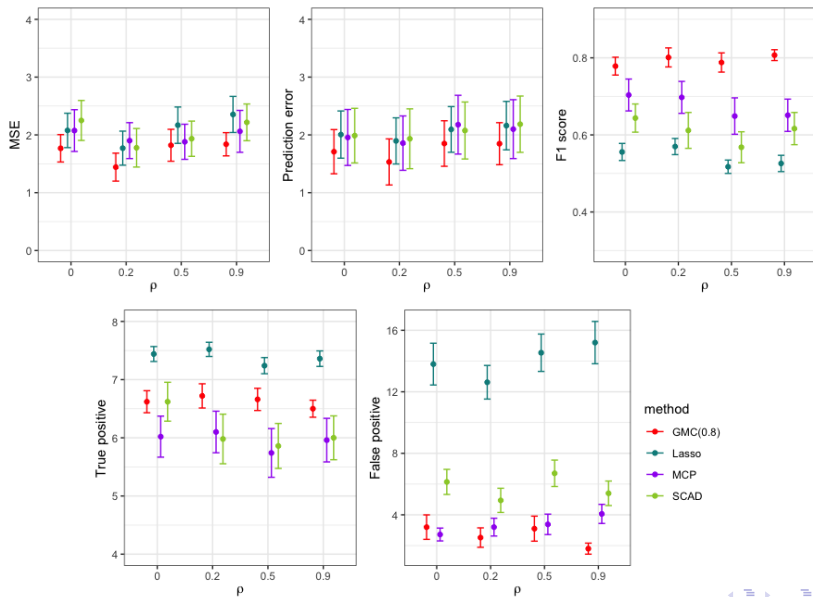 4
3
2
1
0
MSE
0 0.2 0.5 0.9
ρ
4
3
2
1
0
Prediction error
0 0.2 0.5 0.9
ρ
0.8
0.6
0.4
F1 score
0 0.2 0.5 0.9
ρ
8
7
6
5
4
True positive
0 0.2 0.5 0.9
ρ
16
12
8
4
False positive
0 0.2 0.5 0.9
ρ
method
GMC(0.8)
Lasso
MCP
SCAD